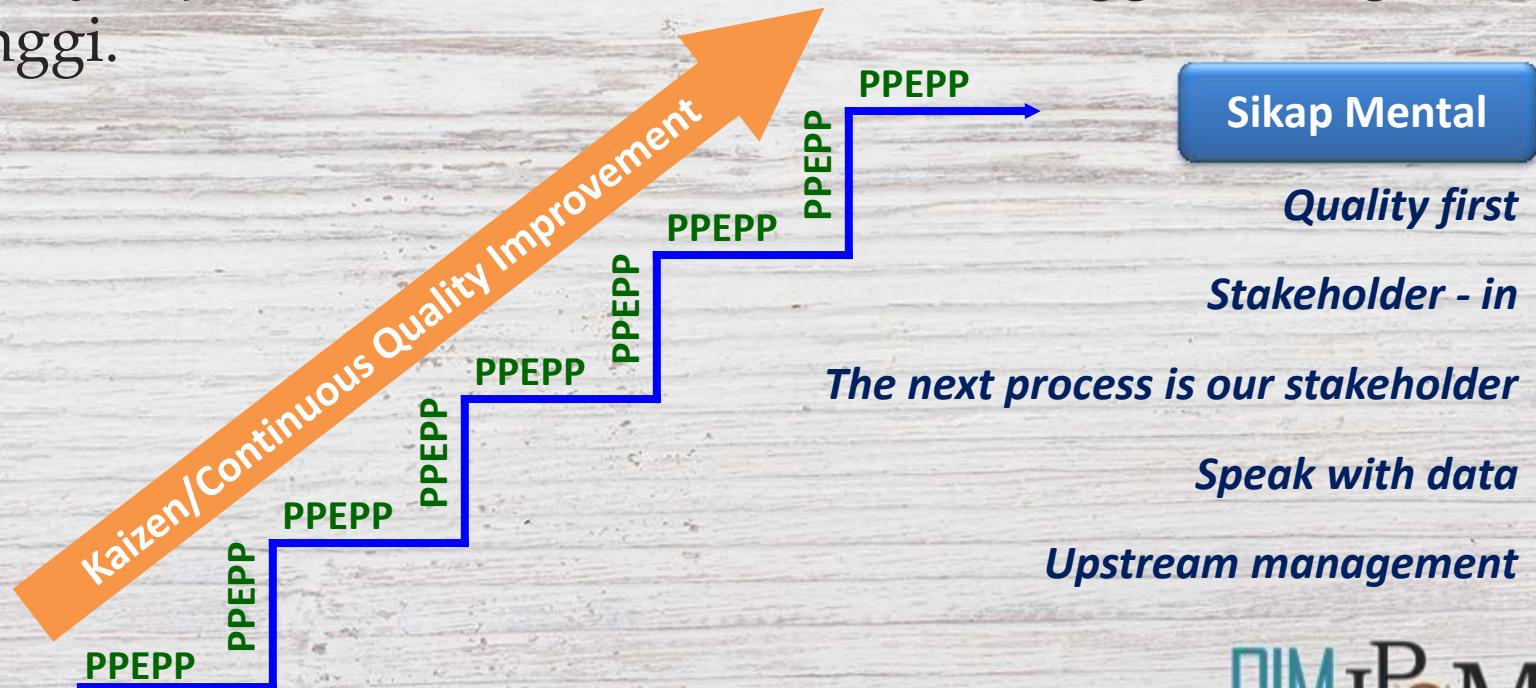 nggi.
PPEPP
PPEPP
Sikap Mental
Kaizen/Continuous Quality Improvement
Quality first
PPEPP
PPEPP
Stakeholder - in
PPEPP
The next process is our stakeholder
PPEPP
Speak with data
PPEPP
Upstream management
PPEPP
PPEPP